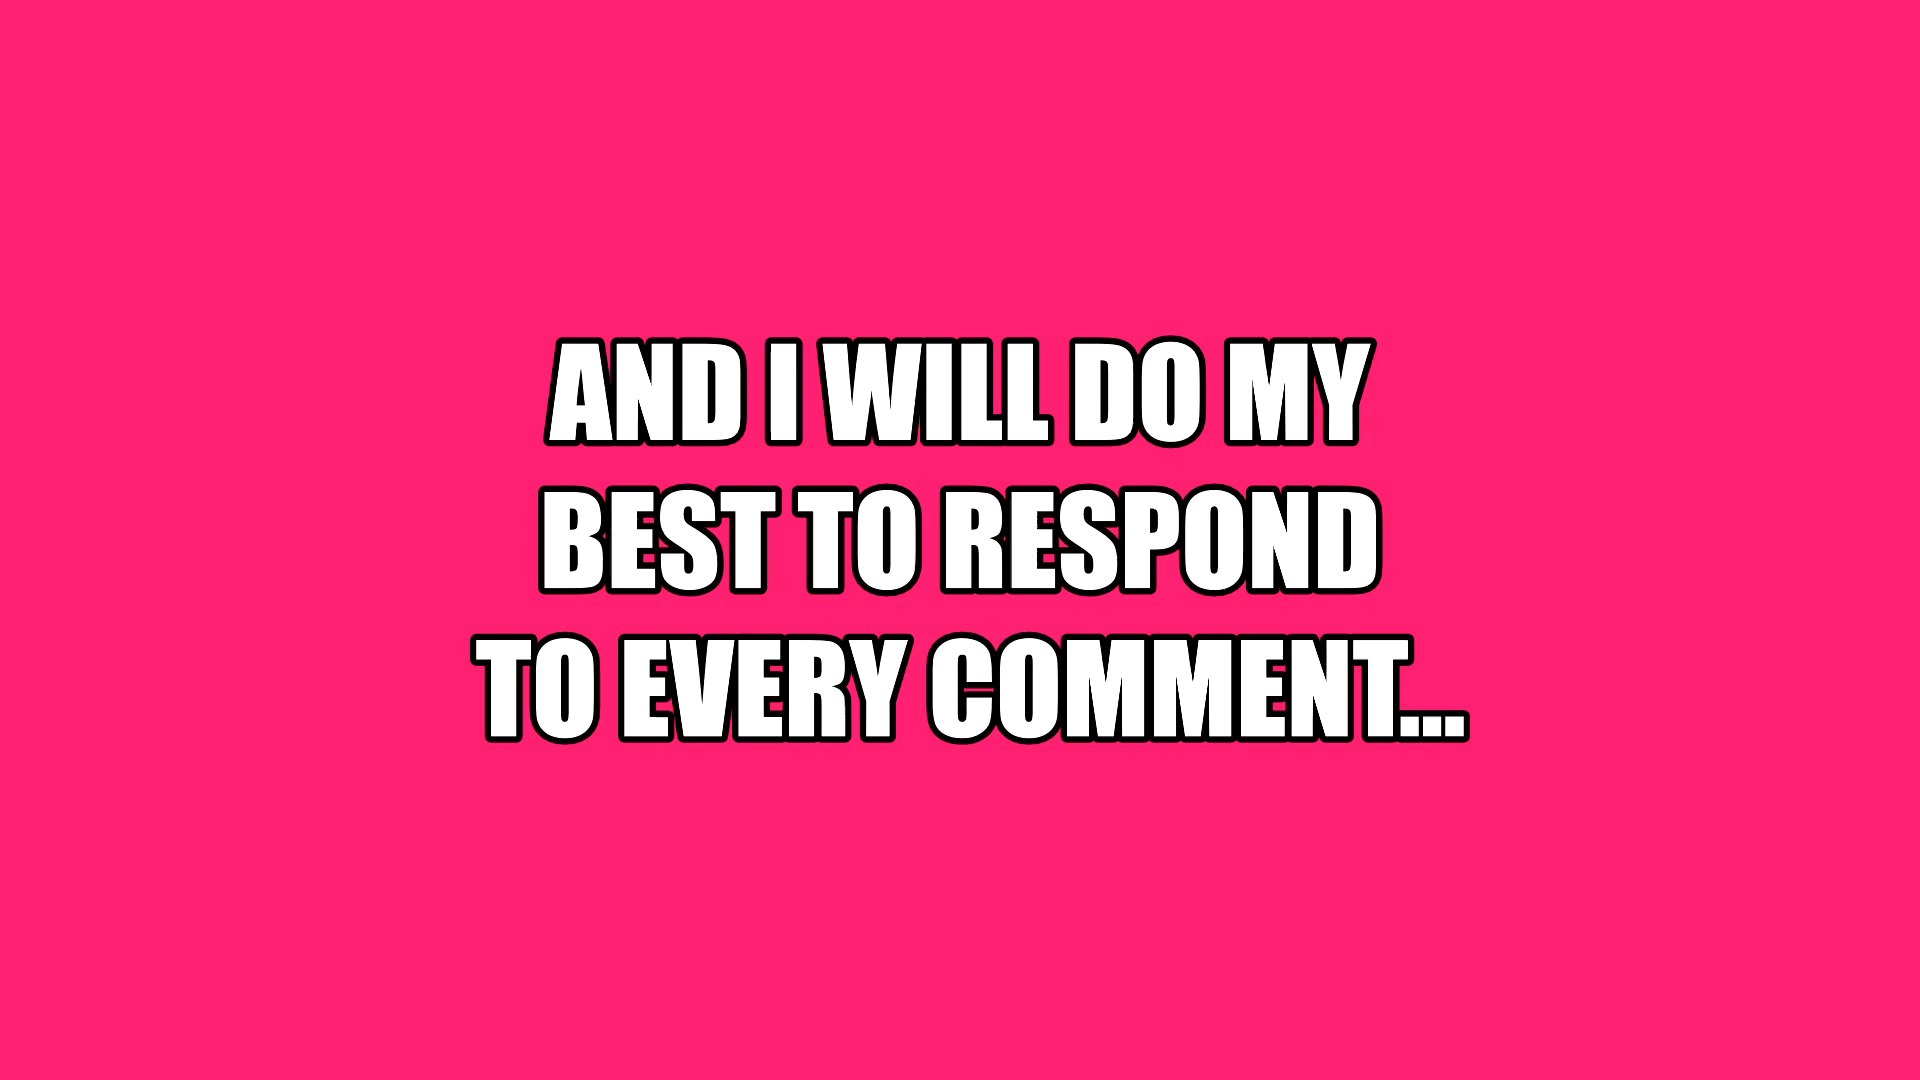 AND I WILL DO MY
BEST TO RESPOND
TO EVERY COMMENT...